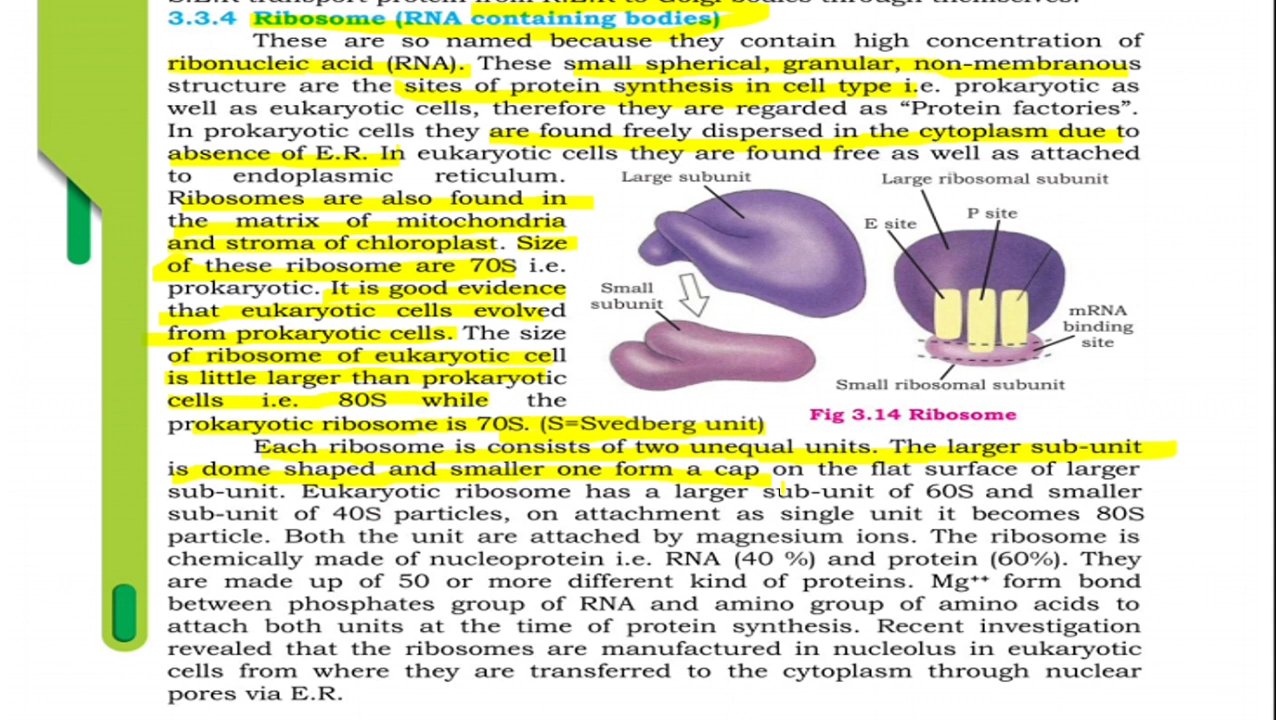 3.3.4 Ribosome (RNA containing bodies)
These are so named because they contain high concentration of
ribonucleic acid (RNA). These small spherical, granular, non-membranous
structure are the sites of protein synthesis in cell type i.e. prokaryotic as
well as eukaryotic cells, therefore they are regarded as “Protein factories”.
In prokaryotic cells they are found freely dispersed in the cytoplasm due to
absence of E.R. In eukaryotic cells they are found free as well as attached
to endoplasmic reticulum.
Ribosomes are also found in
the matrix of mitochondria
and stroma of chloroplast. Size
of these ribosome are 70S i.e.
prokaryotic. It is good evidence
that eukaryotic cells evolved
from prokaryotic cells. The size
of ribosome of eukaryotic cell
is little larger than prokaryotic
cells i.e. 80S while the
prokaryotic ribosome is 70S. (S=Svedberg unit)
Large subunit
Small
subunit
Large ribosomal subunit
E site
P site
mRNA
binding
site
Small ribosomal subunit
Fig 3.14 Ribosome
Each ribosome is consists of two unequal units. The larger sub-unit
is dome shaped and smaller one form a cap on the flat surface of larger
sub-unit. Eukaryotic ribosome has a larger sub-unit of 60S and smaller
sub-unit of 40S particles, on attachment as single unit it becomes 80S
particle. Both the unit are attached by magnesium ions. The ribosome is
chemically made of nucleoprotein i.e. RNA (40 %) and protein (60%). They
are made up of 50 or more different kind of proteins. Mg⁺⁺ form bond
between phosphates group of RNA and amino group of amino acids to
attach both units at the time of protein synthesis. Recent investigation
revealed that the ribosomes are manufactured in nucleolus in eukaryotic
cells from where they are transferred to the cytoplasm through nuclear
pores via E.R.